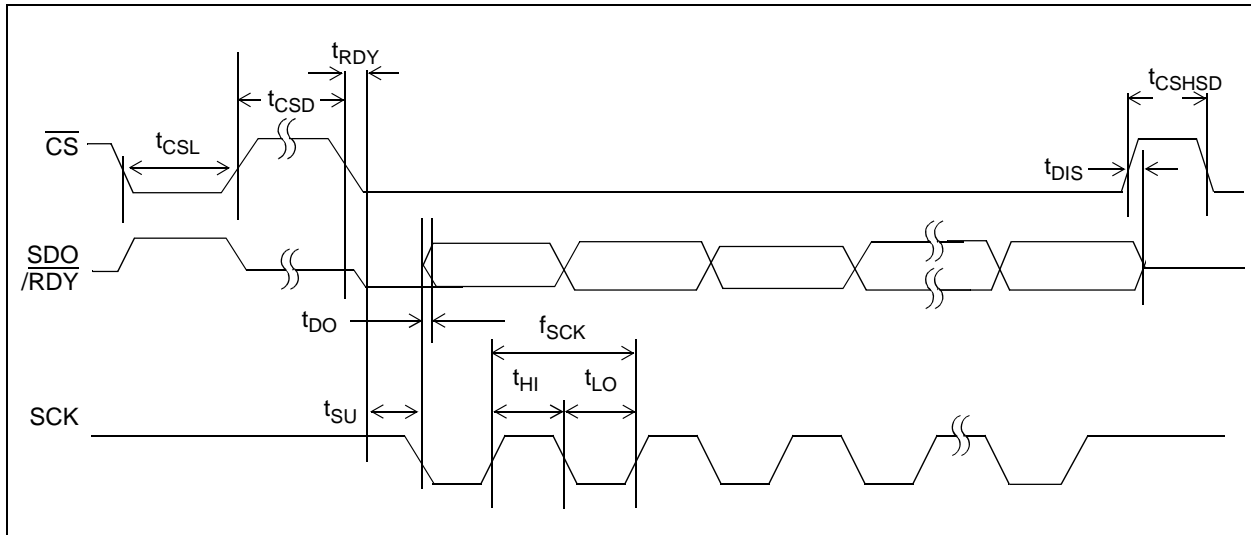 tRDY
tCSD
tCSHSD
CS
tCSL
tDIS
SDO
/RDY
tDO
fSCK
tHI
tLO
tSU
SCK